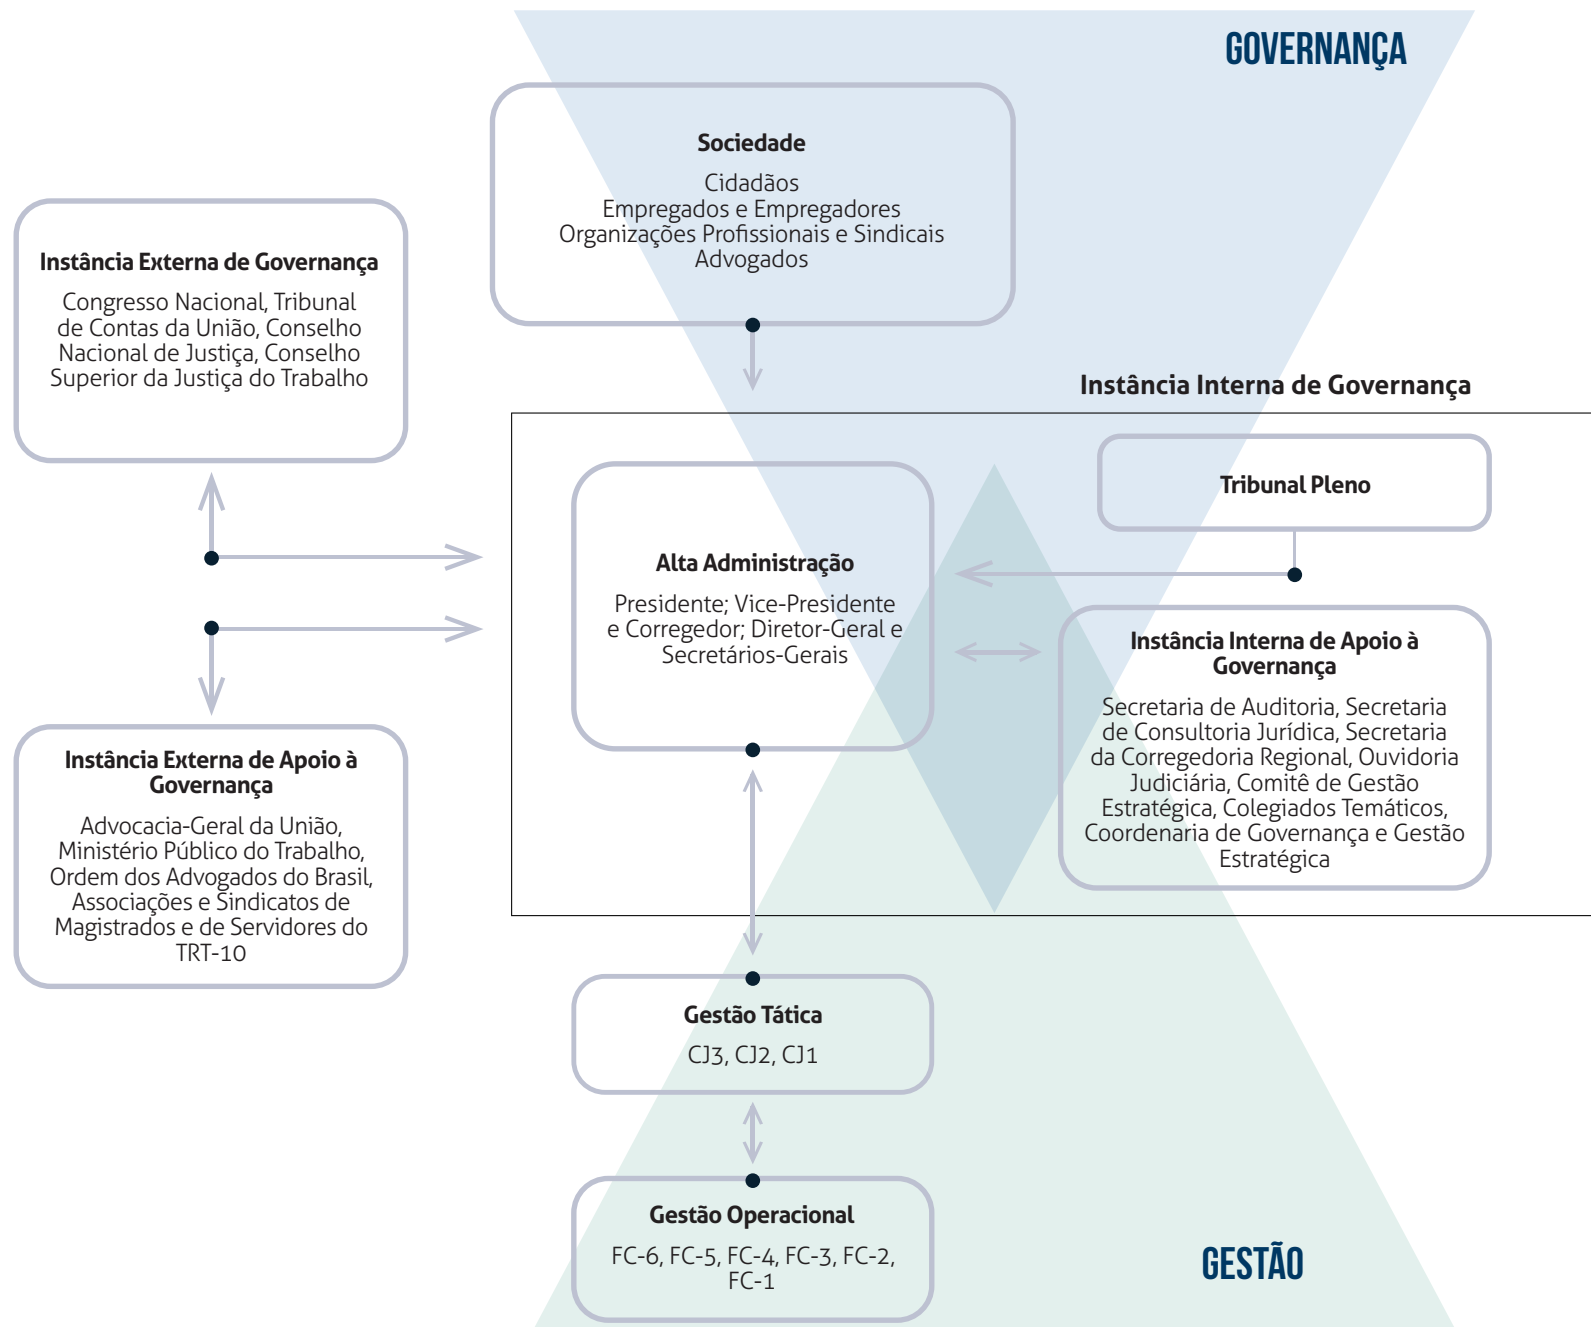 GOVERNANÇA
Sociedade
Cidadãos
Empregados e Empregadores
Organizações Profissionais e Sindicais
Advogados
Instância Externa de Governança
Congresso Nacional, Tribunal
de Contas da União, Conselho
Nacional de Justiça, Conselho
Superior da Justiça do Trabalho
Instância Interna de Governança
Tribunal Pleno
Alta Administração
Presidente; Vice-Presidente
e Corregedor; Diretor-Geral e
Secretários-Gerais
Instância Interna de Apoio à
Governança
Secretaria de Auditoria, Secretaria
de Consultoria Jurídica, Secretaria
da Corregedoria Regional, Ouvidoria
Judiciária, Comitê de Gestão
Estratégica, Colegiados Temáticos,
Coordenaria de Governança e Gestão
Estratégica
Instância Externa de Apoio à
Governança
Advocacia-Geral da União,
Ministério Público do Trabalho,
Ordem dos Advogados do Brasil,
Associações e Sindicatos de
Magistrados e de Servidores do
TRT-10
Gestão Tática
CJ3, CJ2, CJ1
Gestão Operacional
FC-6, FC-5, FC-4, FC-3, FC-2,
FC-1
GESTÃO